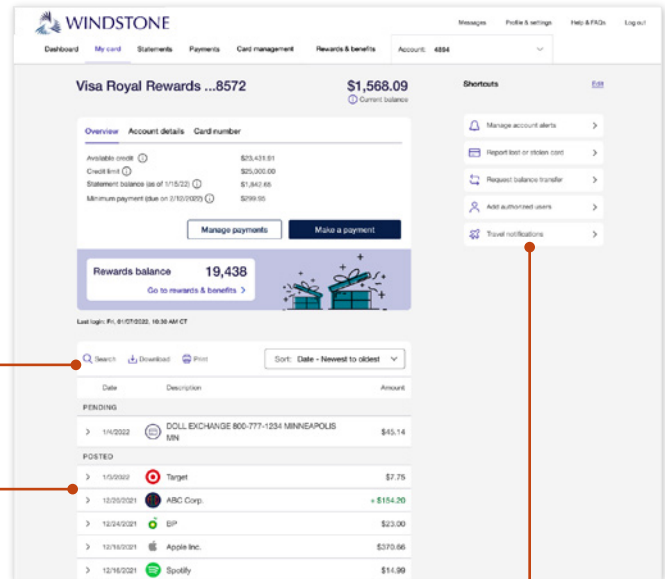 WINDSTONE
Messages Profile & settings Help & FAQs Log out
Dashboard My card Statements Payments Card management Rewards & benefits Account: 4894
Visa Royal Rewards ...8572
$1,568.09
Current balance
Shortcuts Edit
Overview Account details Card number
Available credit $23,431.91
Credit limit $25,000.00
Statement balance (as of 1/15/22) $1,842.65
Minimum payment (due on 2/12/2022) $299.95
Manage payments Make a payment
Manage account alerts
Report lost or stolen card
Request balance transfer
Add authorized users
Travel notifications
Rewards balance 19,438
Go to rewards & benefits
Last login: Fri, 01/07/2022, 10:30 AM CT
Search Download Print Sort: Date - Newest to oldest
Date Description Amount
PENDING
1/4/2022 DOLL EXCHANGE 800-777-1234 MINNEAPOLIS
MN
$45.14
POSTED
1/3/2022 Target $7.75
12/26/2021 ABC Corp. + $154.20
12/24/2021 BP $23.00
12/18/2021 Apple Inc. $370.66
12/16/2021 Spotify $14.99